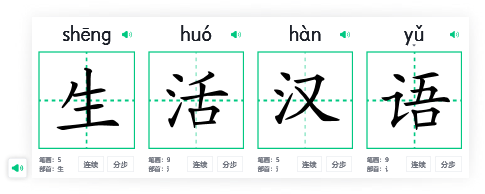 shēng huó hàn yǔ
生 活 汉 语
笔画：5 连续 分步 笔画：9 连续 分步 笔画：5 连续 分步 笔画：9 连续 分步
部首：生 部首：氵 部首：氵 部首：讠